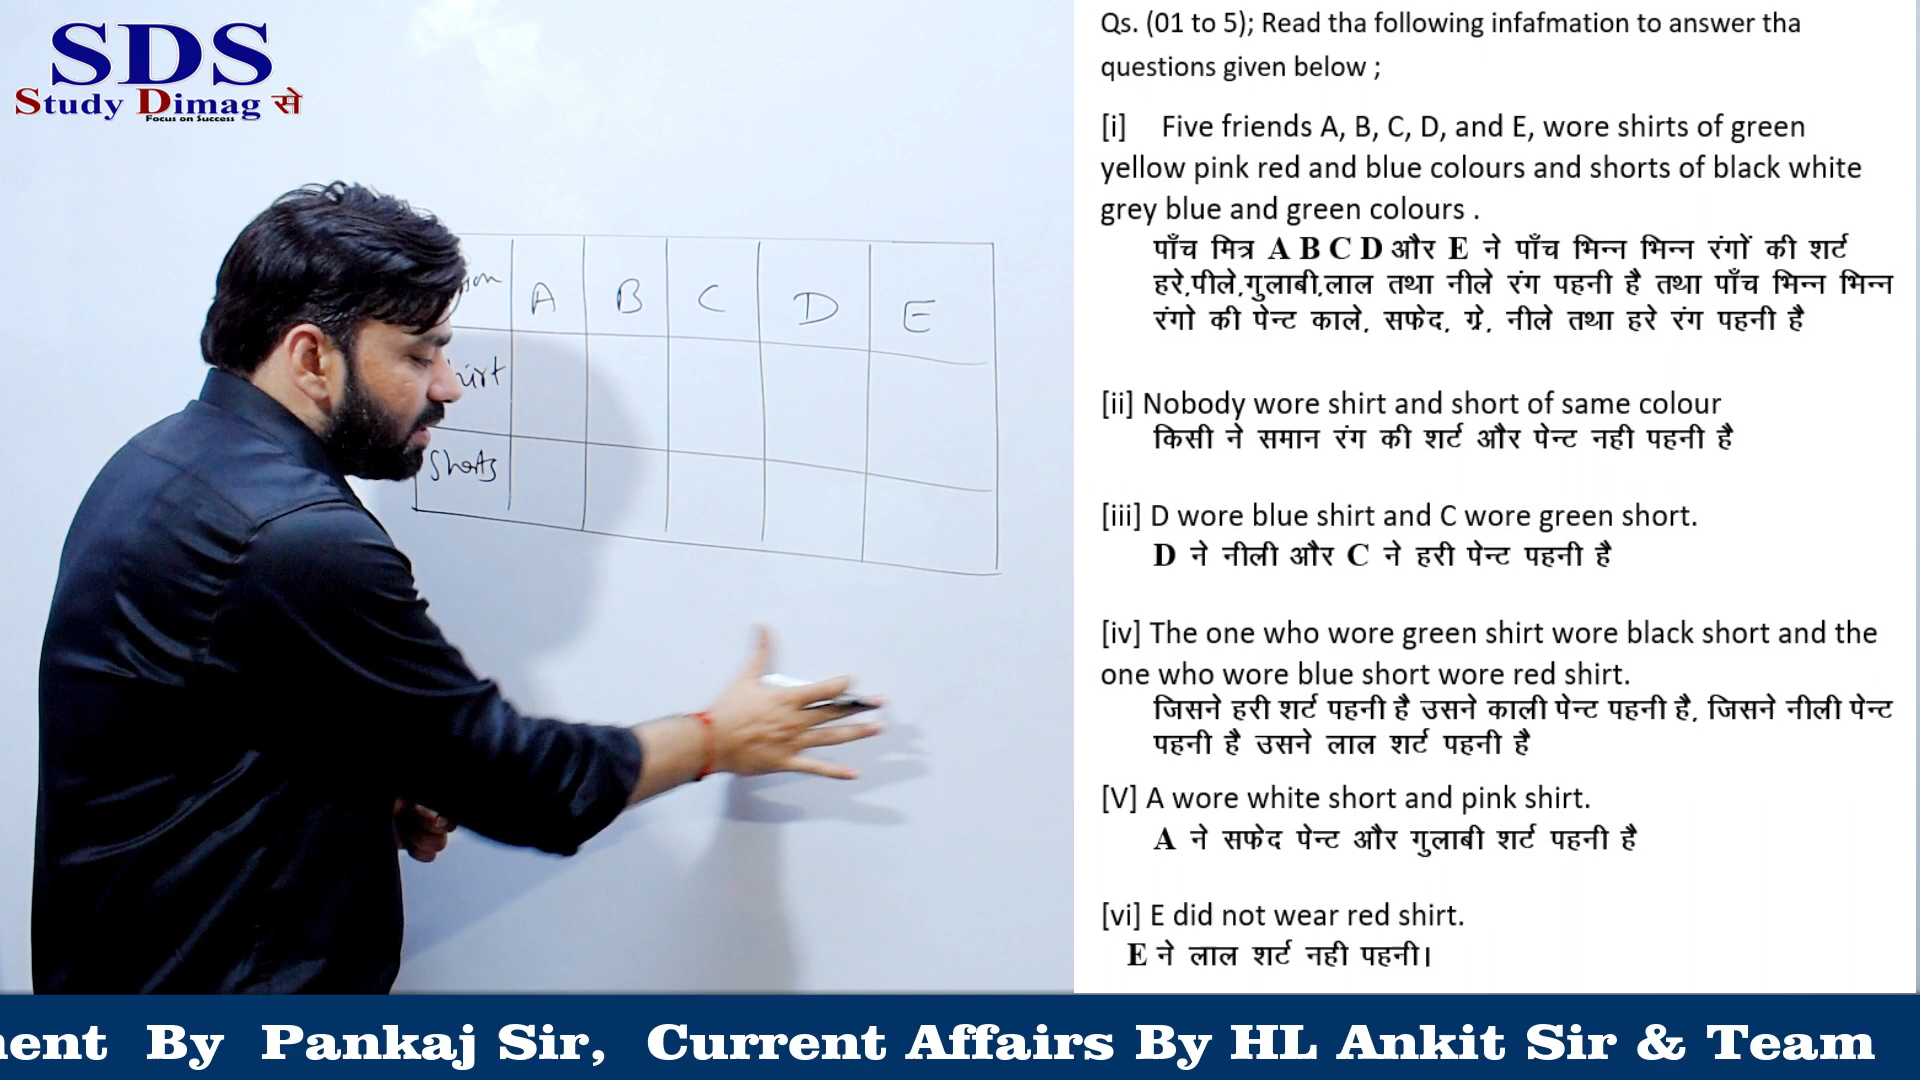 SDS
Study Dimag से
Focus on Success
A B C D E
Shorts
Qs. (01 to 5); Read tha following infafmation to answer tha
questions given below ;
[i] Five friends A, B, C, D, and E, wore shirts of green
yellow pink red and blue colours and shorts of black white
grey blue and green colours .
पाँच मित्र A B C D और E ने पाँच भिन्न भिन्न रंगों की शर्ट
हरे,पीले,गुलाबी,लाल तथा नीले रंग पहनी है तथा पाँच भिन्न भिन्न
रंगो की पेन्ट काले, सफेद, ग्रे, नीले तथा हरे रंग पहनी है
[ii] Nobody wore shirt and short of same colour
किसी ने समान रंग की शर्ट और पेन्ट नही पहनी है
[iii] D wore blue shirt and C wore green short.
D ने नीली और C ने हरी पेन्ट पहनी है
[iv] The one who wore green shirt wore black short and the
one who wore blue short wore red shirt.
जिसने हरी शर्ट पहनी है उसने काली पेन्ट पहनी है, जिसने नीली पेन्ट
पहनी है उसने लाल शर्ट पहनी है
[V] A wore white short and pink shirt.
A ने सफेद पेन्ट और गुलाबी शर्ट पहनी है
[vi] E did not wear red shirt.
E ने लाल शर्ट नही पहनी।
By Pankaj Sir, Current Affairs By HL Ankit Sir & Team